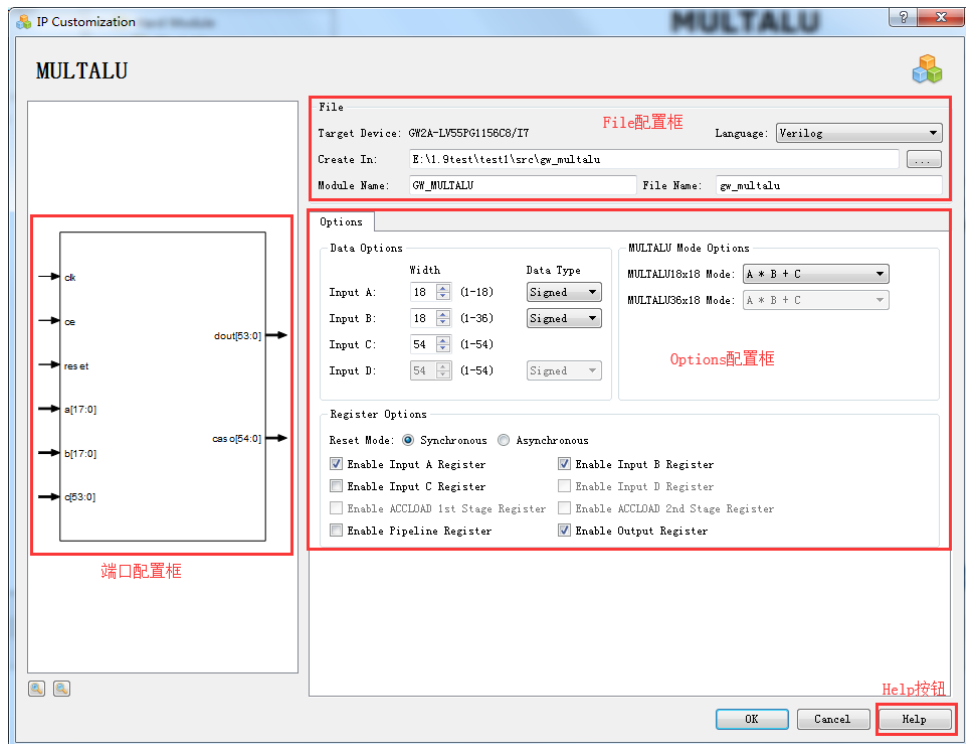 IP Customization
MULTALU
MULTALU
File
File配置框
Target Device: GW2A-LV55PG1156C8/I7
Language: Verilog
Create In: E:\1.9test\test1\src\gw_multalu ...
Module Name: GW_MULTALU
File Name: gw_multalu
clk
ce
reset
a[17:0]
b[17:0]
c[53:0]
dout[53:0]
caso[54:0]
端口配置框
Options
Data Options
Width Data Type
Input A: 18 (1-18) Signed
Input B: 18 (1-36) Signed
Input C: 54 (1-54)
Input D: 54 (1-54) Signed
MULTALU Mode Options
MULTALU18x18 Mode: A * B + C
MULTALU36x18 Mode: A * B + C
Options配置框
Register Options
Reset Mode: Synchronous Asynchronous
Enable Input A Register Enable Input B Register
Enable Input C Register Enable Input D Register
Enable ACCLOAD 1st Stage Register Enable ACCLOAD 2nd Stage Register
Enable Pipeline Register Enable Output Register
Help按钮
OK Cancel Help